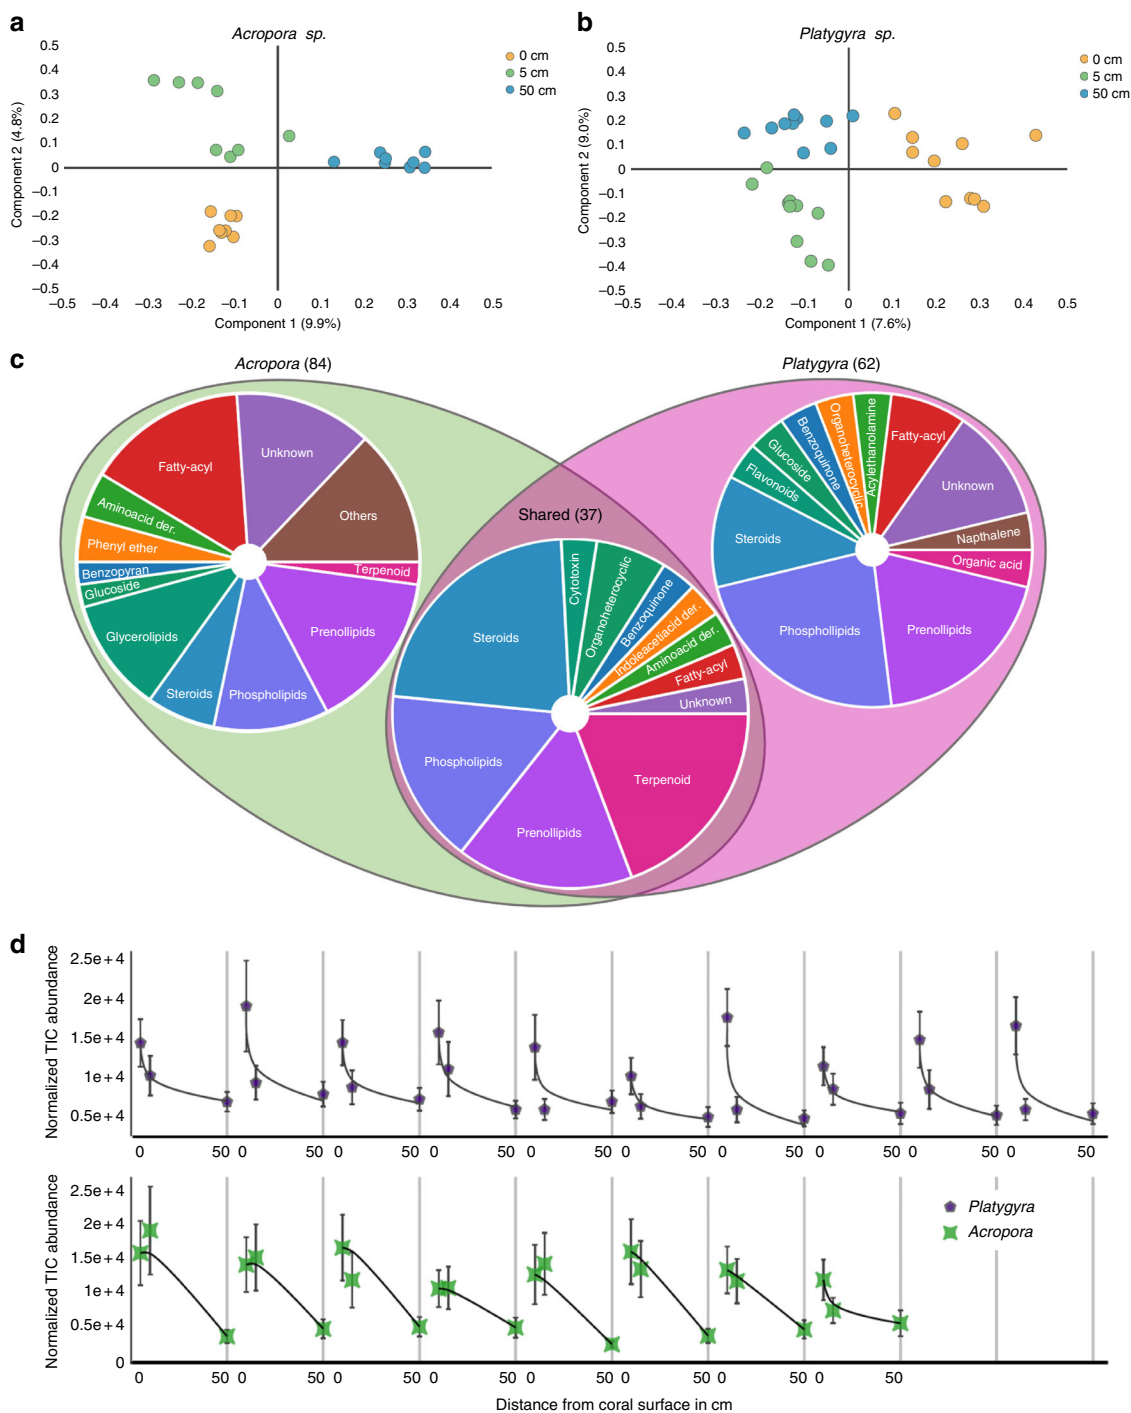 a
Acropora sp.
0.5
0.4
0.3
0.2
0.1
0
–0.1
–0.2
–0.3
–0.4
–0.5
Component 2 (4.8%)
–0.5 –0.4 –0.3 –0.2 –0.1 0 0.1 0.2 0.3 0.4 0.5
Component 1 (9.9%)
0 cm
5 cm
50 cm
b
Platygyra sp.
0.5
0.4
0.3
0.2
0.1
0
–0.1
–0.2
–0.3
–0.4
–0.5
Component 2 (9.0%)
–0.5 –0.4 –0.3 –0.2 –0.1 0 0.1 0.2 0.3 0.4 0.5
Component 1 (7.6%)
0 cm
5 cm
50 cm
c
Acropora (84)
Fatty-acyl
Unknown
Others
Terpenoid
Prenollipids
Phospholipids
Steroids
Glycerolipids
Glucoside
Benzopyran
Phenyl ether
Aminoacid der.
Shared (37)
Steroids
Cytotoxin
Organoheterocyclic
Benzoquinone
Indoleacetiacid der.
Aminoacid der.
Fatty-acyl
Unknown
Terpenoid
Prenollipids
Phospholipids
Platygyra (62)
Steroids
Flavonoids
Glucoside
Benzoquinone
Organoheterocyclic
Acylethanolamine
Fatty-acyl
Unknown
Napthalene
Organic acid
Prenollipids
Phosphollipids
d
Normalized TIC abundance
2.5e + 4
2e + 4
1.5e + 4
1e + 4
0.5e + 4
0 50 0 50 0 50 0 50 0 50 0 50 0 50 0 50 0 50 0 50
Normalized TIC abundance
2.5e + 4
2e + 4
1.5e + 4
1e + 4
0.5e + 4
0
0 50 0 50 0 50 0 50 0 50 0 50 0 50 0 50
Platygyra
Acropora
Distance from coral surface in cm